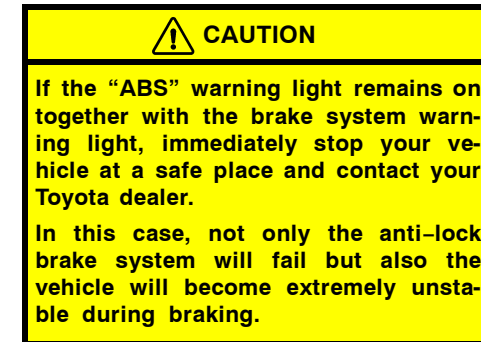 CAUTION
If the “ABS” warning light remains on
together with the brake system warn-
ing light, immediately stop your ve-
hicle at a safe place and contact your
Toyota dealer.
In this case, not only the anti–lock
brake system will fail but also the
vehicle will become extremely unsta-
ble during braking.